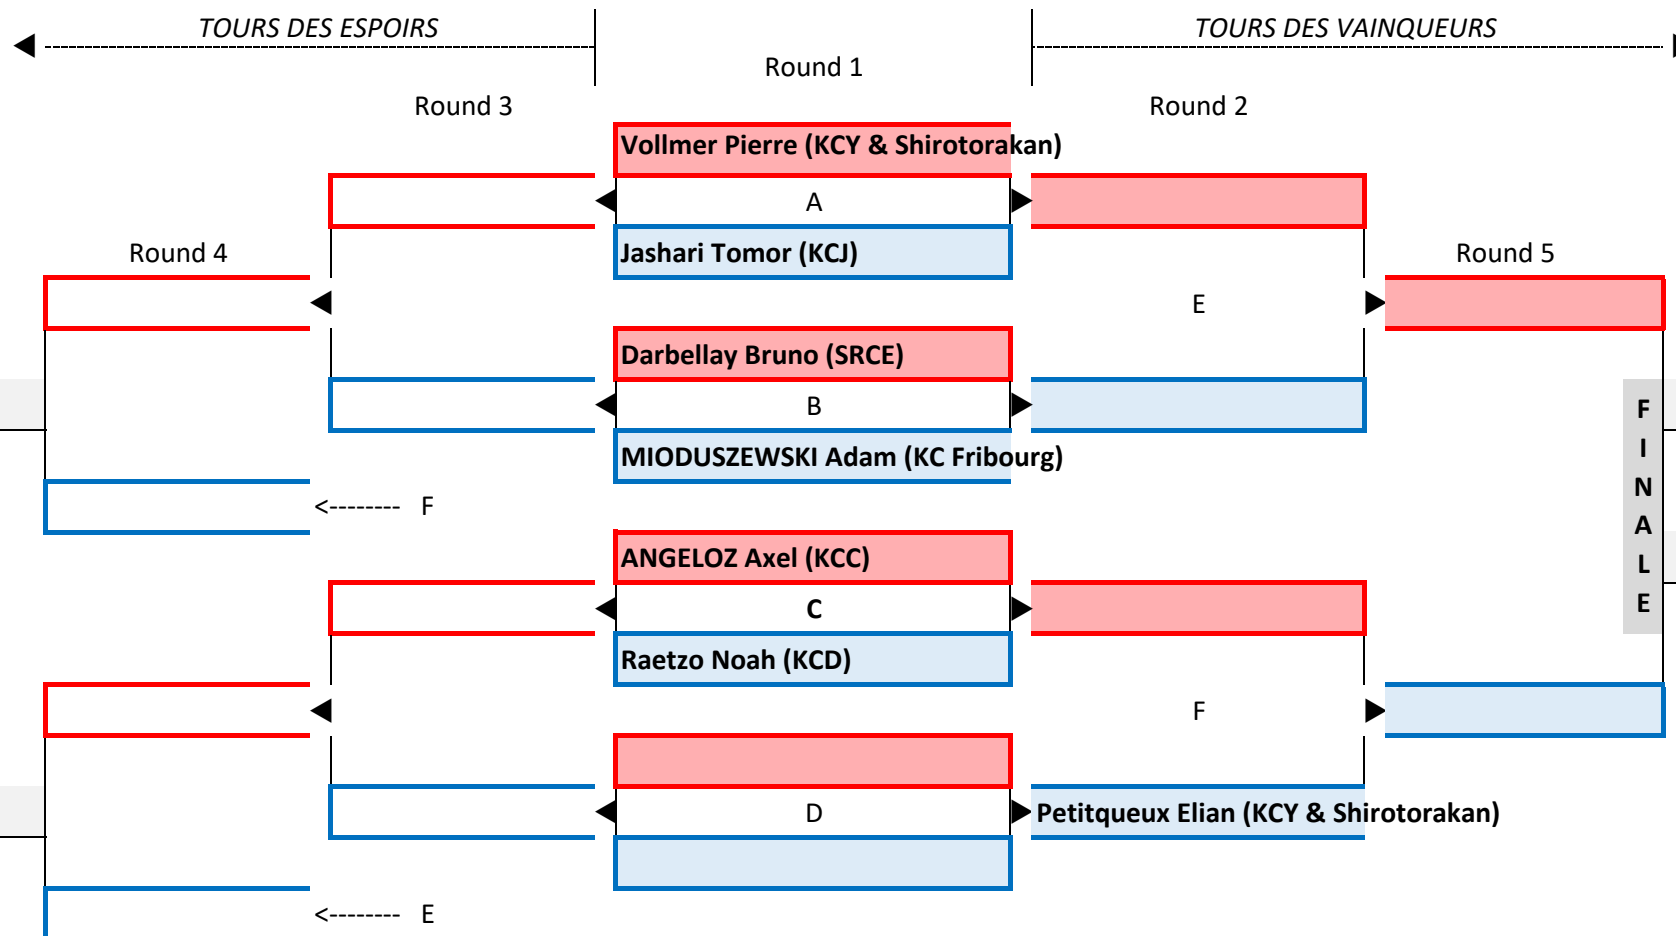 TOURS DES ESPOIRS
TOURS DES VAINQUEURS
Round 1
Round 3
Round 2
Vollmer Pierre (KCY & Shirotorakan)
A
Jashari Tomor (KCJ)
Round 4
Round 5
E
Darbellay Bruno (SRCE)
B
MIODUSZEWSKI Adam (KC Fribourg)
FINALE
<-------- F
ANGELOZ Axel (KCC)
C
Raetzo Noah (KCD)
F
D
Petitqueux Elian (KCY & Shirotorakan)
<-------- E